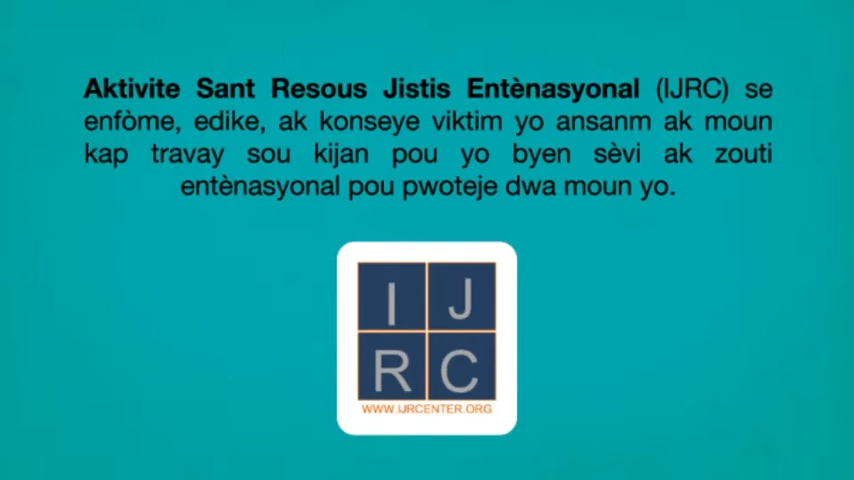 Aktivite Sant Resous Jistis Entènasyonal (IJRC) se
enfòme, edike, ak konseye viktim yo ansanm ak moun
kap travay sou kijan pou yo byen sèvi ak zouti
entènasyonal pou pwoteje dwa moun yo.
I J
R C
WWW.IJRCENTER.ORG